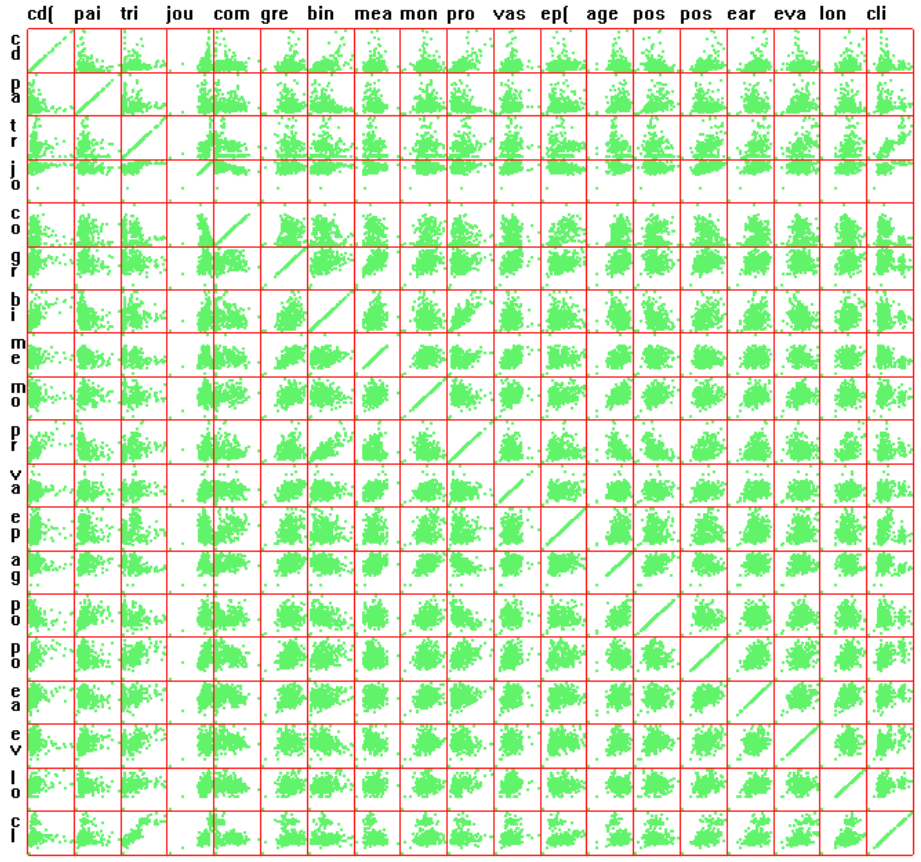 cd[ pai tri jou com gre bin mea mon pro vas ep[ age pos pos ear eva lon cli
cd
pa
tr
jo
co
gr
bi
me
mo
pr
va
ep
ag
po
po
ea
ev
lo
cl